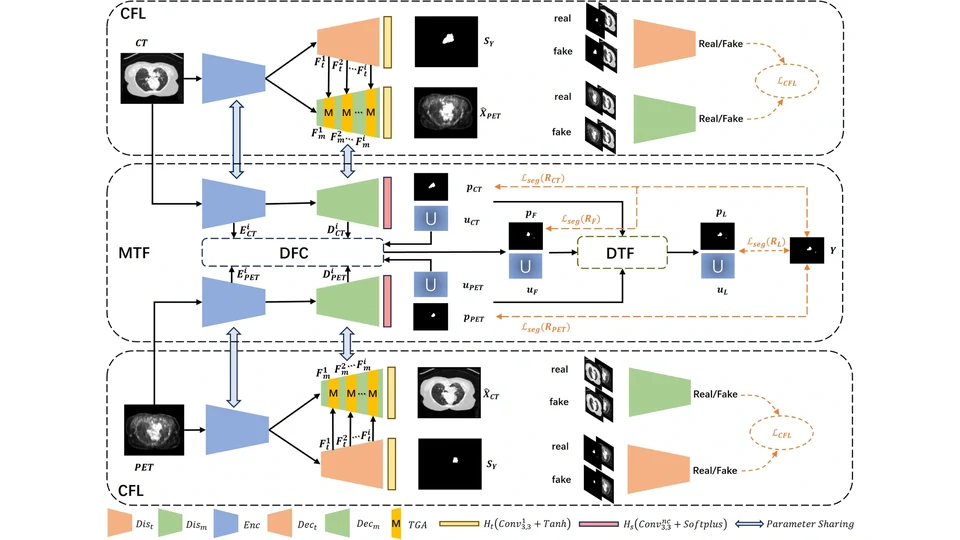 CFL
CT
F_t^1 F_t^2 ...F_t^i
M M ... M
F_m^1 F_m^2 ... F_m^i
S_Y
X̂_PET
real
fake
real
fake
Real/Fake
Real/Fake
ℒ_CFL
MTF
E_CT^i
D_CT^i
DFC
E_PET^i
D_PET^i
p_CT
u_CT
U
U
u_PET
p_PET
p_F
U
u_F
DTF
p_L
U
u_L
Y
ℒ_seg(R_CT)
ℒ_seg(R_F)
ℒ_seg(R_L)
ℒ_seg(R_PET)
PET
CFL
F_m^1 F_m^2 ... F_m^i
M M ... M
F_t^1 F_t^2 ...F_t^i
X̂_CT
S_Y
real
fake
real
fake
Real/Fake
Real/Fake
ℒ_CFL
Dis_t Dis_m Enc Dec_t Dec_m M TGA H_t(Conv_{3,3}^1 + Tanh) H_s(Conv_{3,3}^{nc} + Softplus) Parameter Sharing